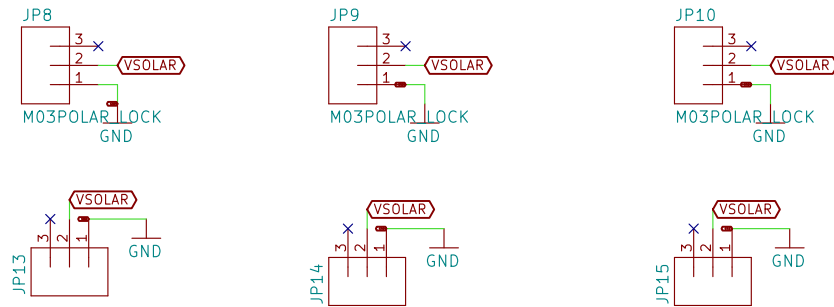 JP8
3
2
1
VSOLAR
M03POLAR_LOCK
GND
JP9
3
2
1
VSOLAR
M03POLAR_LOCK
GND
JP10
3
2
1
VSOLAR
M03POLAR_LOCK
GND
JP13
3
2
1
VSOLAR
GND
JP14
3
2
1
VSOLAR
GND
JP15
3
2
1
VSOLAR
GND